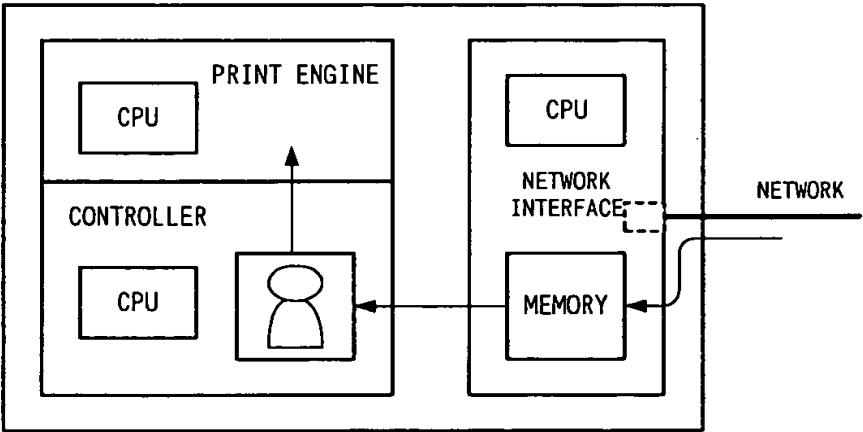 PRINT ENGINE
CPU
CONTROLLER
CPU
CPU
NETWORK
INTERFACE
MEMORY
NETWORK